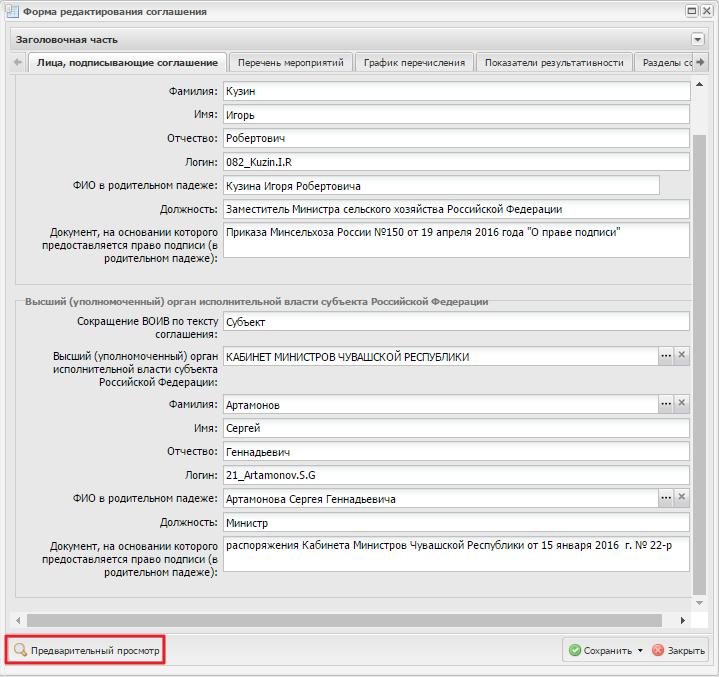 Форма редактирования соглашения
Заголовочная часть
Лица, подписывающие соглашение Перечень мероприятий График перечисления Показатели результативности Разделы со
Фамилия: Кузин
Имя: Игорь
Отчество: Робертович
Логин: 082_Kuzin.I.R
ФИО в родительном падеже: Кузина Игоря Робертовича
Должность: Заместитель Министра сельского хозяйства Российской Федерации
Документ, на основании которого Приказа Минсельхоза России №150 от 19 апреля 2016 года "О праве подписи"
предоставляется право подписи (в
родительном падеже):
Высший (уполномоченный) орган исполнительной власти субъекта Российской Федерации
Сокращение ВОИВ по тексту Субъект
соглашения:
Высший (уполномоченный) орган КАБИНЕТ МИНИСТРОВ ЧУВАШСКОЙ РЕСПУБЛИКИ
исполнительной власти субъекта
Российской Федерации:
Фамилия: Артамонов
Имя: Сергей
Отчество: Геннадьевич
Логин: 21_Artamonov.S.G
ФИО в родительном падеже: Артамонова Сергея Геннадьевича
Должность: Министр
Документ, на основании которого распоряжения Кабинета Министров Чувашской Республики от 15 января 2016 г. № 22-р
предоставляется право подписи (в
родительном падеже):
Предварительный просмотр Сохранить Закрыть